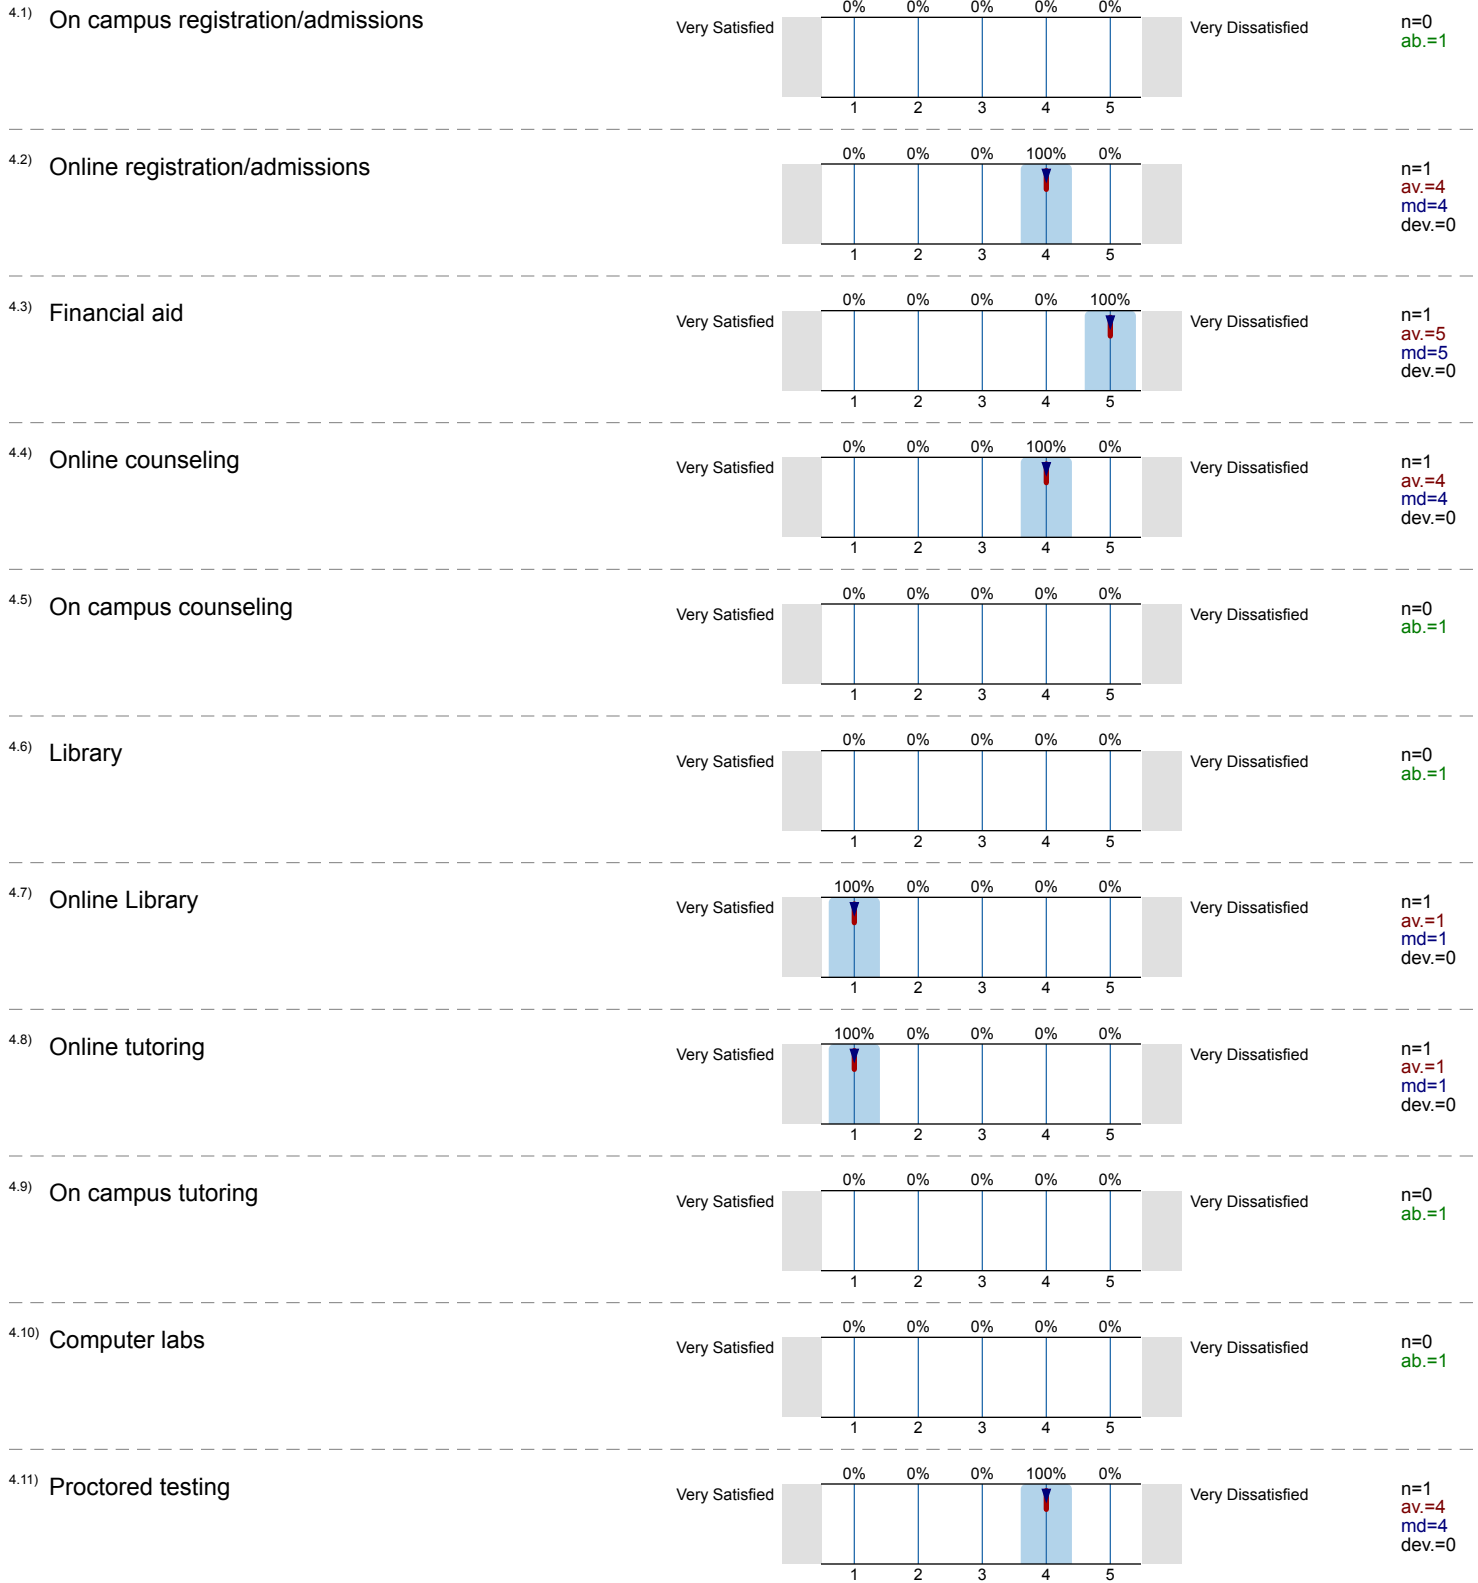 4.1) On campus registration/admissions
0% 0% 0% 0% 0%
Very Satisfied Very Dissatisfied n=0
ab.=1
1 2 3 4 5
4.2) Online registration/admissions
0% 0% 0% 100% 0%
n=1
av.=4
md=4
dev.=0
1 2 3 4 5
4.3) Financial aid
0% 0% 0% 0% 100%
Very Satisfied Very Dissatisfied n=1
av.=5
md=5
dev.=0
1 2 3 4 5
4.4) Online counseling
0% 0% 0% 100% 0%
Very Satisfied Very Dissatisfied n=1
av.=4
md=4
dev.=0
1 2 3 4 5
4.5) On campus counseling
0% 0% 0% 0% 0%
Very Satisfied Very Dissatisfied n=0
ab.=1
1 2 3 4 5
4.6) Library
0% 0% 0% 0% 0%
Very Satisfied Very Dissatisfied n=0
ab.=1
1 2 3 4 5
4.7) Online Library
100% 0% 0% 0% 0%
Very Satisfied Very Dissatisfied n=1
av.=1
md=1
dev.=0
1 2 3 4 5
4.8) Online tutoring
100% 0% 0% 0% 0%
Very Satisfied Very Dissatisfied n=1
av.=1
md=1
dev.=0
1 2 3 4 5
4.9) On campus tutoring
0% 0% 0% 0% 0%
Very Satisfied Very Dissatisfied n=0
ab.=1
1 2 3 4 5
4.10) Computer labs
0% 0% 0% 0% 0%
Very Satisfied Very Dissatisfied n=0
ab.=1
1 2 3 4 5
4.11) Proctored testing
0% 0% 0% 100% 0%
Very Satisfied Very Dissatisfied n=1
av.=4
md=4
dev.=0
1 2 3 4 5